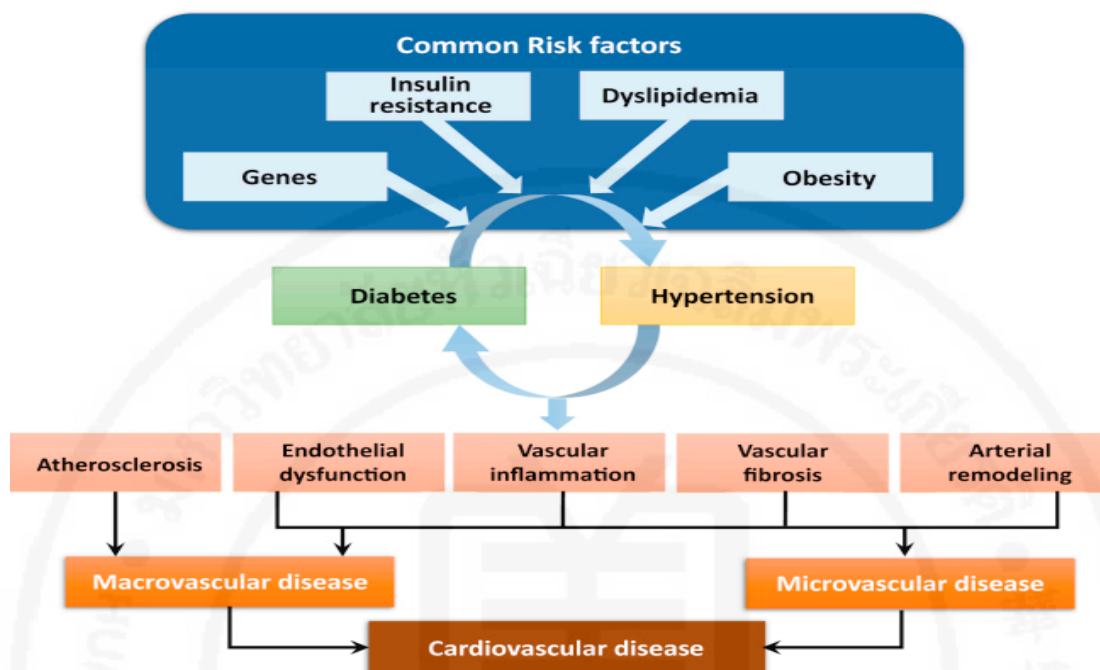 Common Risk factors
Insulin
resistance
Dyslipidemia
Genes
Obesity
Diabetes
Hypertension
Atherosclerosis
Endothelial
dysfunction
Vascular
inflammation
Vascular
fibrosis
Arterial
remodeling
Macrovascular disease
Microvascular disease
Cardiovascular disease